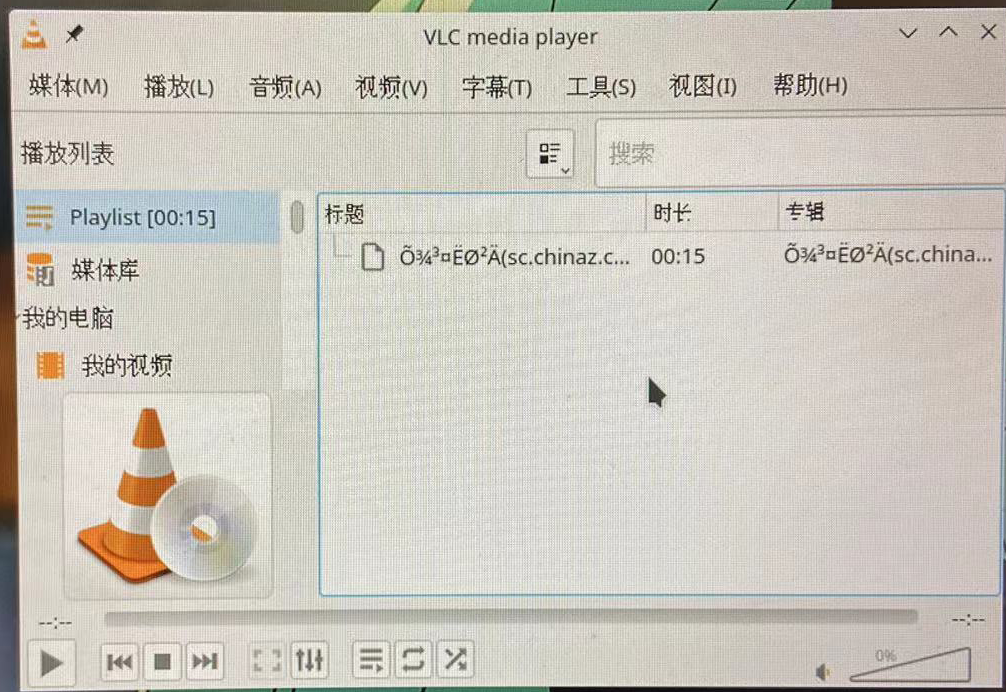 VLC media player
媒体(M) 播放(L) 音频(A) 视频(V) 字幕(T) 工具(S) 视图(I) 帮助(H)
播放列表 搜索
Playlist [00:15]
标题 时长 专辑
Õ¾³¤ËØ²Ä(sc.chinaz.c... 00:15 Õ¾³¤ËØ²Ä(sc.china...
媒体库
我的电脑
我的视频
--:-- --:--
0%